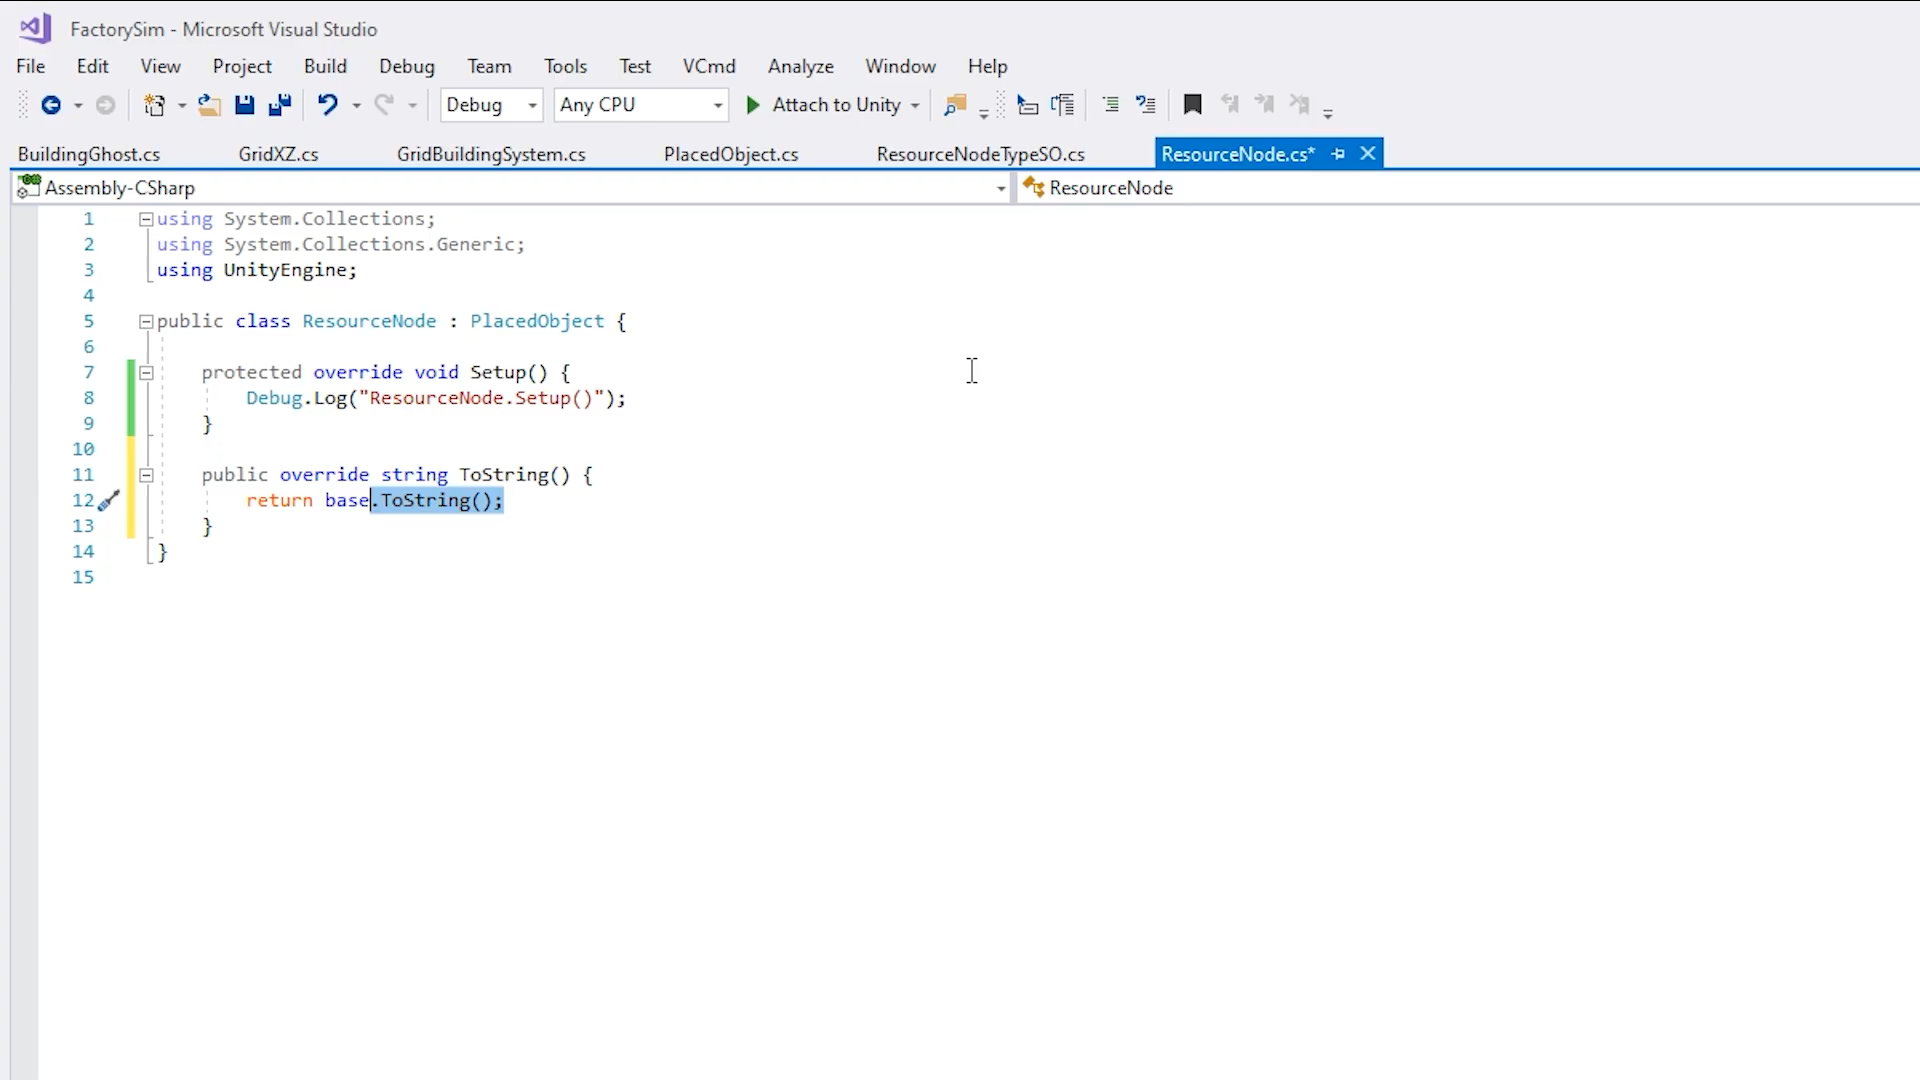 FactorySim - Microsoft Visual Studio
File Edit View Project Build Debug Team Tools Test VCmd Analyze Window Help
Debug Any CPU Attach to Unity
BuildingGhost.cs GridXZ.cs GridBuildingSystem.cs PlacedObject.cs ResourceNodeTypeSO.cs ResourceNode.cs*
Assembly-CSharp ResourceNode
1 using System.Collections;
2 using System.Collections.Generic;
3 using UnityEngine;
4
5 public class ResourceNode : PlacedObject {
6
7 protected override void Setup() {
8 Debug.Log("ResourceNode.Setup()");
9 }
10
11 public override string ToString() {
12 return base.ToString();
13 }
14 }
15